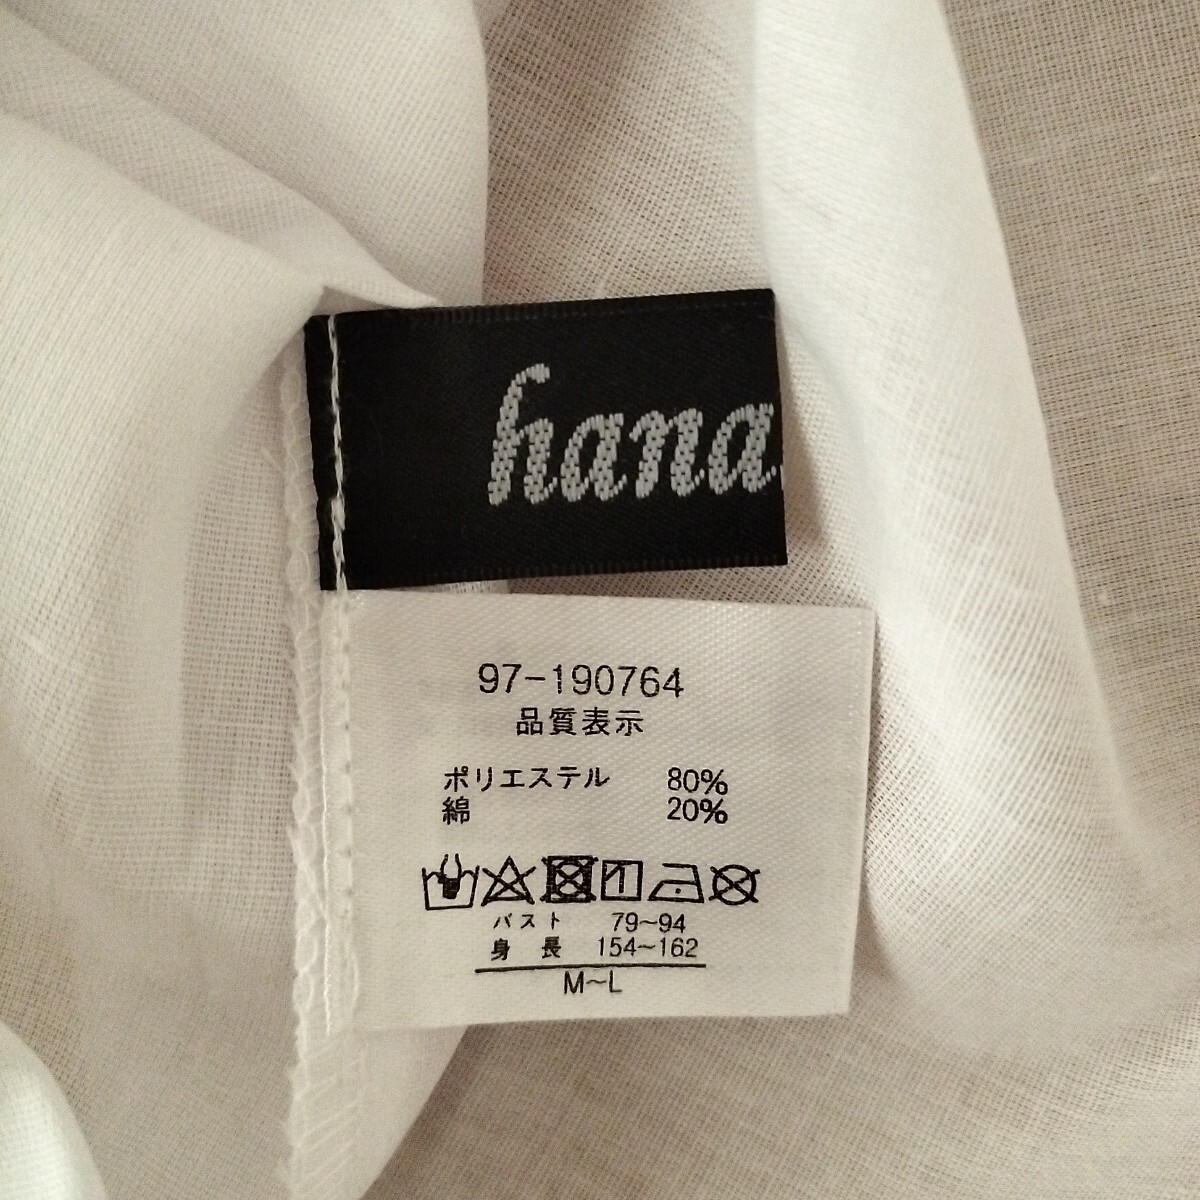 hana
97-190764
品質表示
ポリエステル 80%
綿 20%
バスト 79~94
身長 154~162
M~L